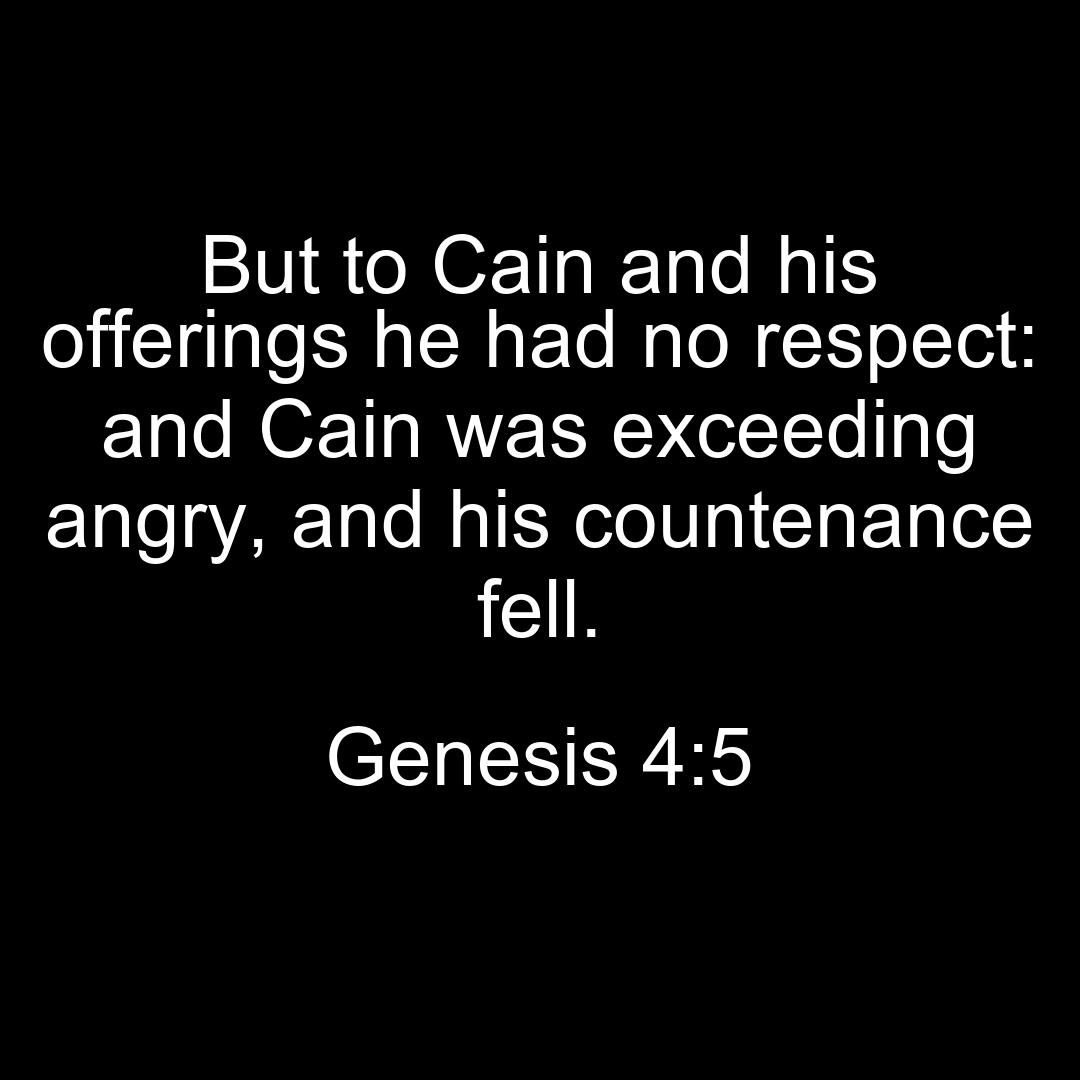 But to Cain and his
offerings he had no respect:
and Cain was exceeding
angry, and his countenance
fell.
Genesis 4:5